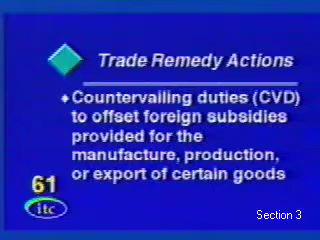 Trade Remedy Actions
♦Countervailing duties (CVD)
to offset foreign subsidies
provided for the
manufacture, production,
or export of certain goods
61
itc
Section 3